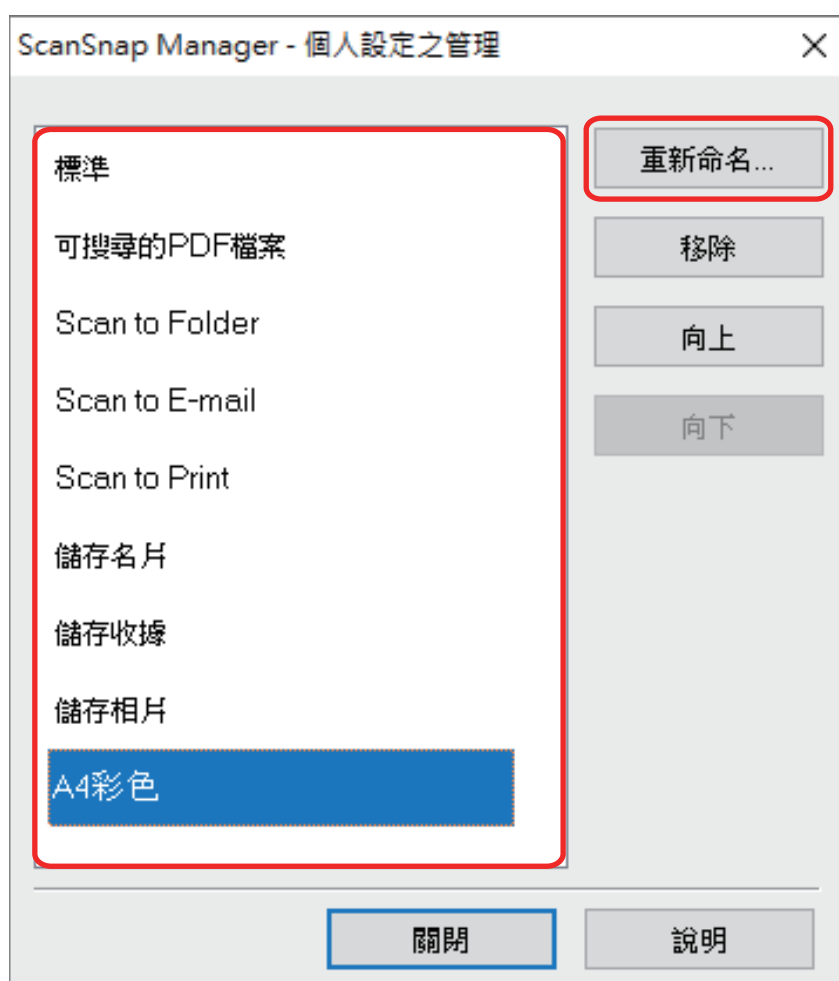 ScanSnap Manager - 個人設定之管理
標準
可搜尋的PDF檔案
Scan to Folder
Scan to E-mail
Scan to Print
儲存名片
儲存收據
儲存相片
A4彩色
重新命名...
移除
向上
向下
關閉
說明